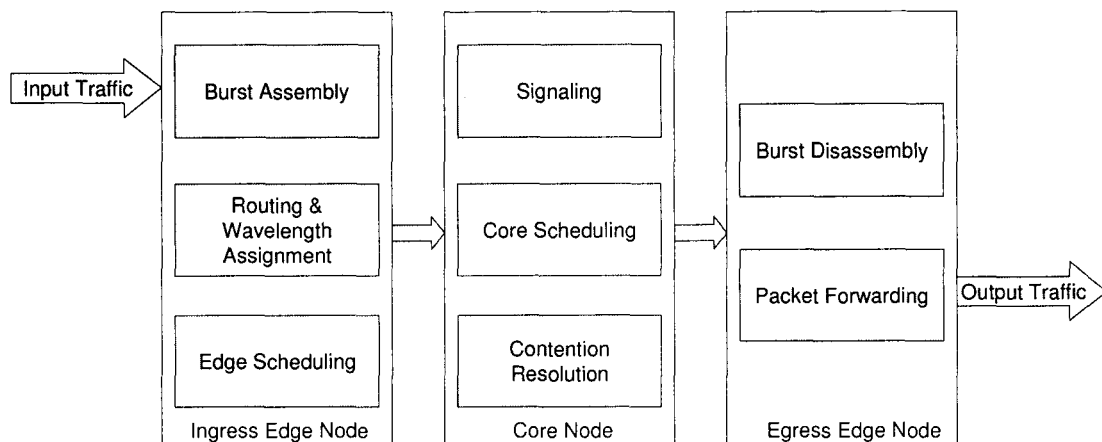 Input Traffic
Burst Assembly
Routing &
Wavelength
Assignment
Edge Scheduling
Ingress Edge Node
Signaling
Core Scheduling
Contention
Resolution
Core Node
Burst Disassembly
Packet Forwarding
Egress Edge Node
Output Traffic